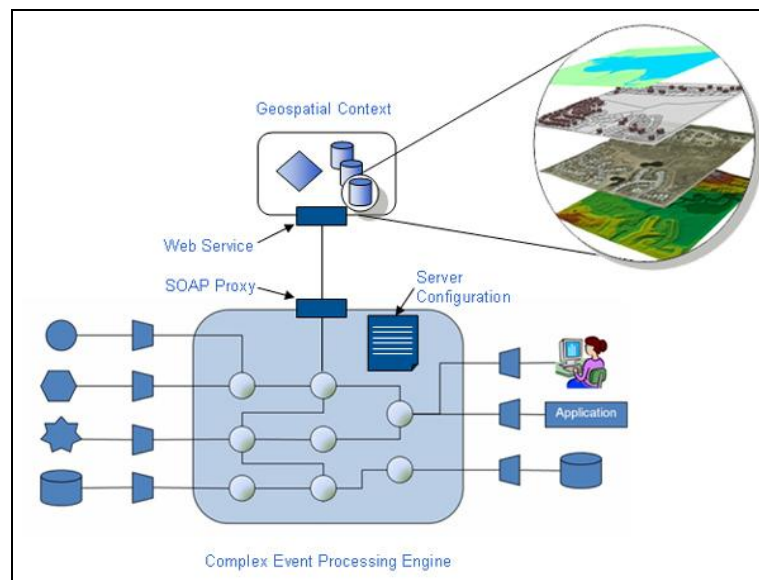 Geospatial Context
Web Service
SOAP Proxy
Server
Configuration
Application
Complex Event Processing Engine